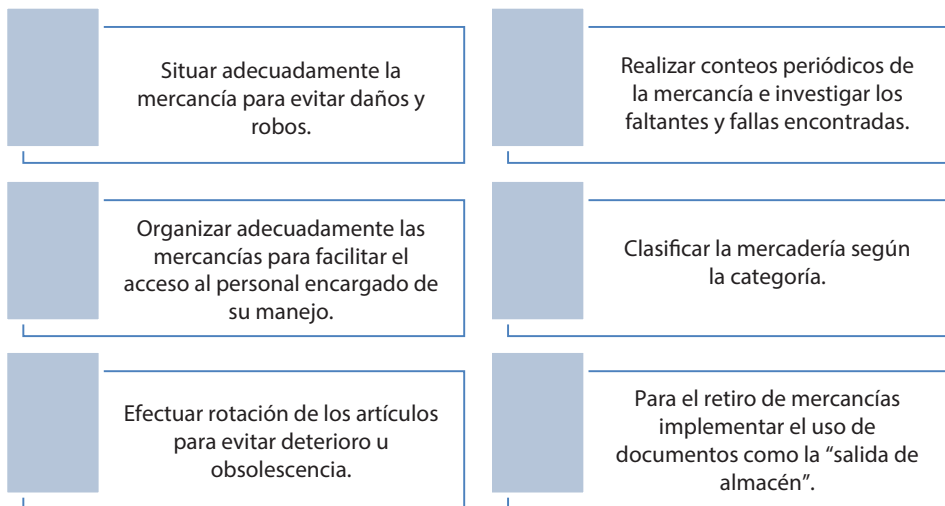 Situar adecuadamente la
mercancía para evitar daños y
robos.
Realizar conteos periódicos de
la mercancía e investigar los
faltantes y fallas encontradas.
Organizar adecuadamente las
mercancías para facilitar el
acceso al personal encargado de
su manejo.
Clasificar la mercadería según
la categoría.
Efectuar rotación de los artículos
para evitar deterioro u
obsolescencia.
Para el retiro de mercancías
implementar el uso de
documentos como la “salida de
almacén”.